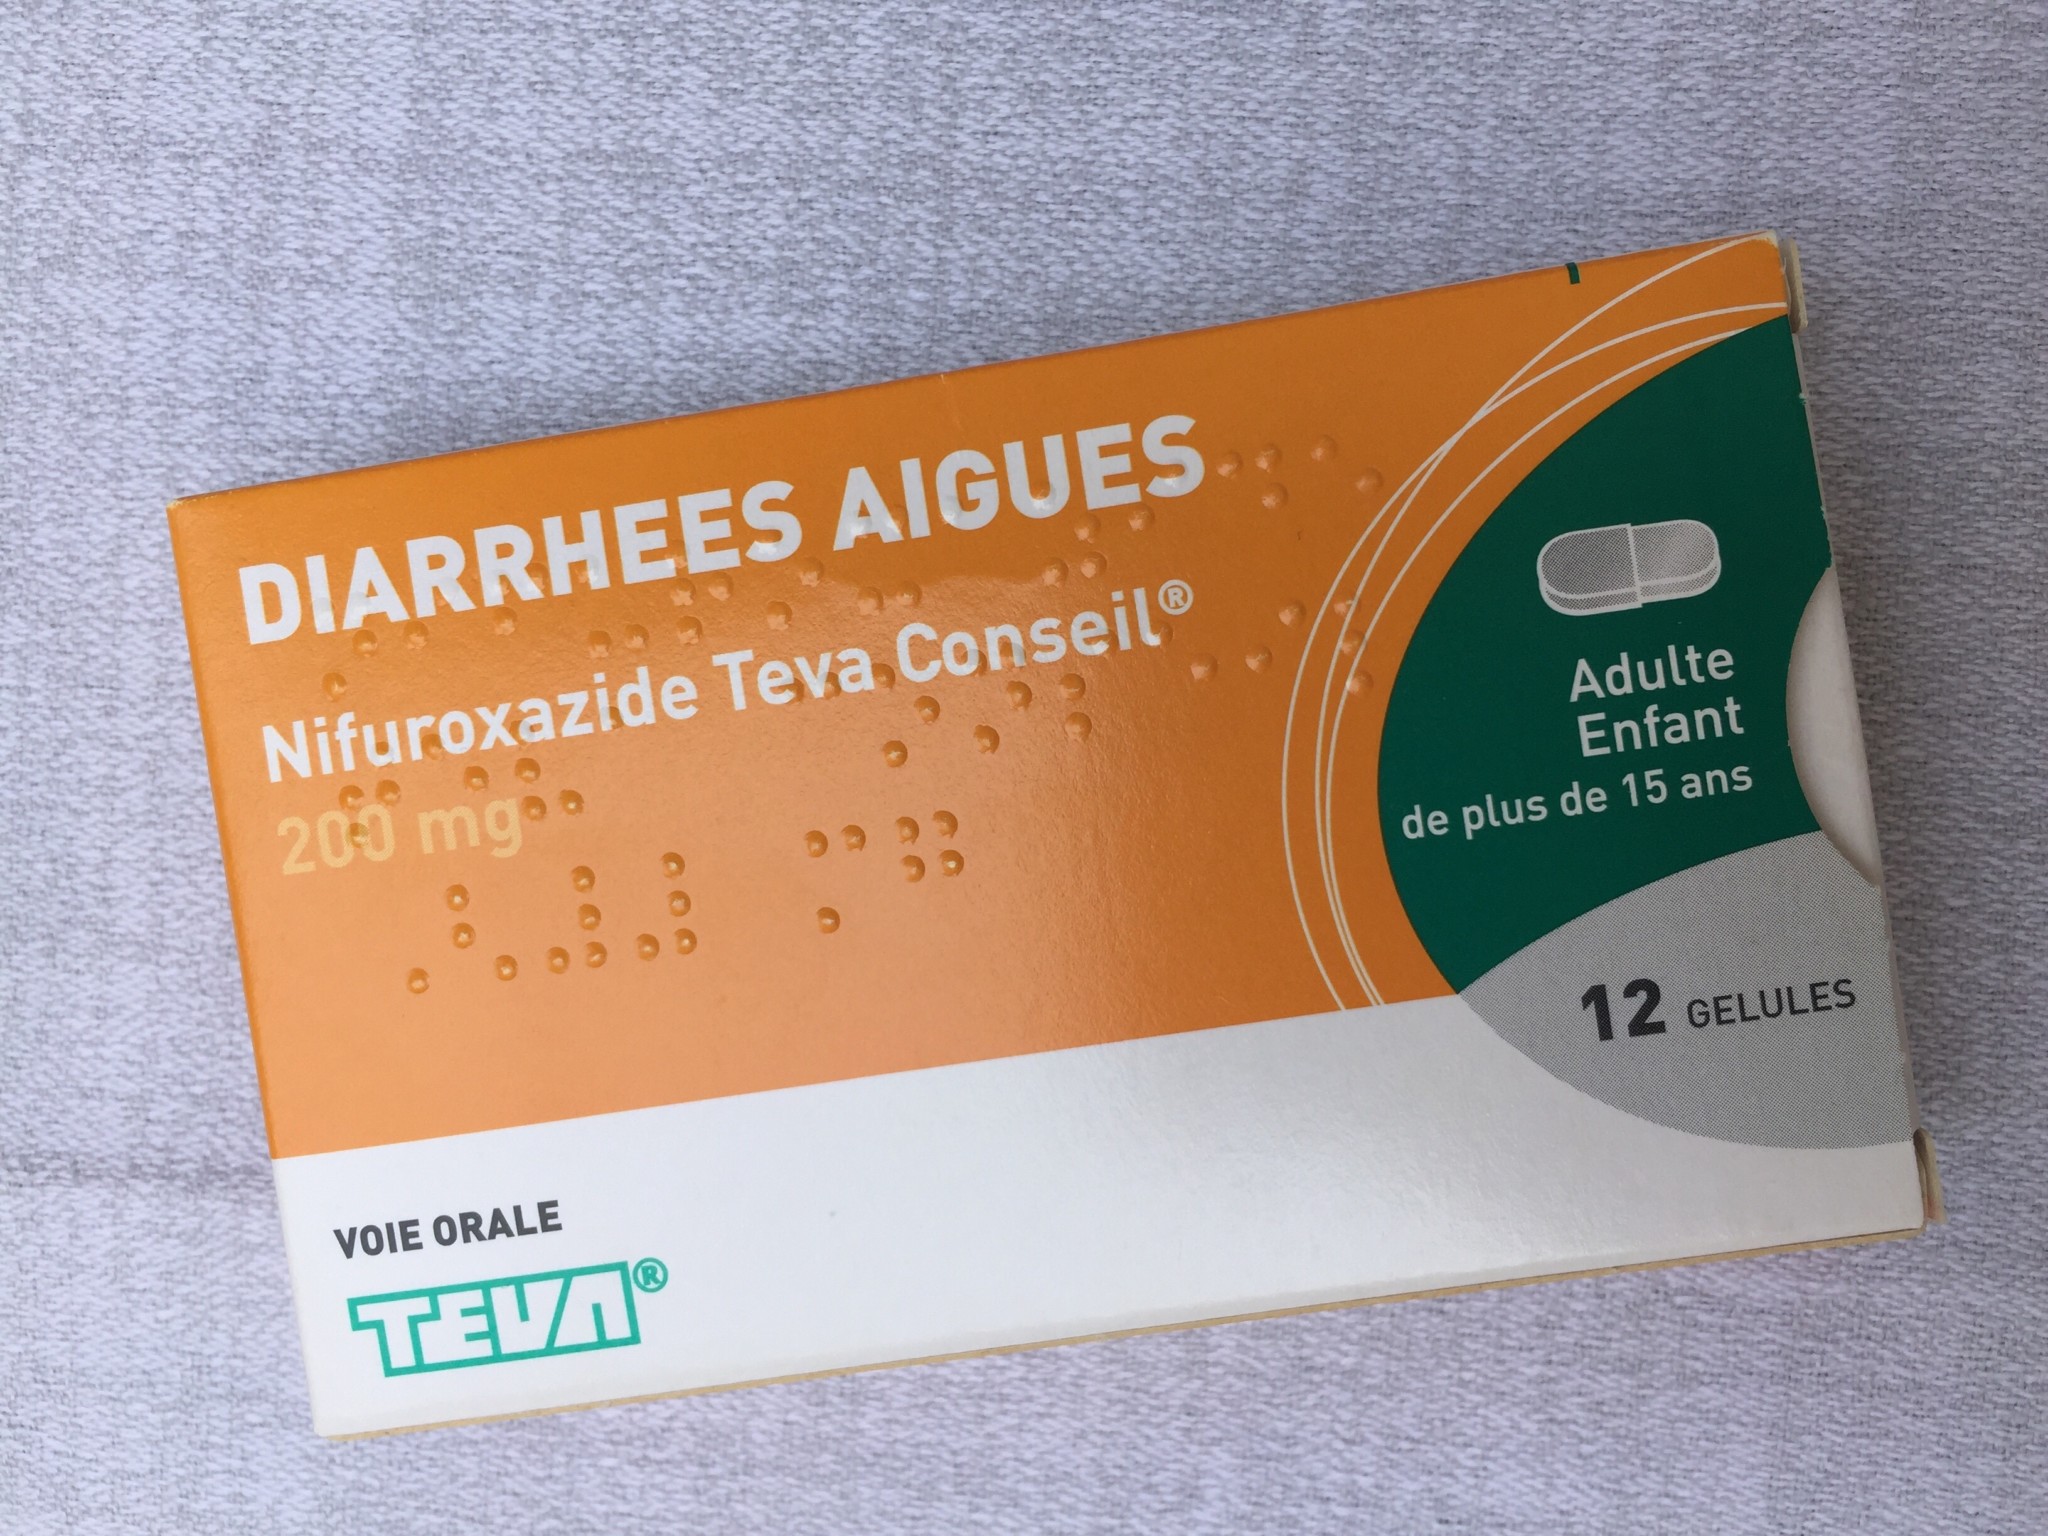 DIARRHEES AIGUES
Nifuroxazide Teva Conseil®
200 mg
Adulte
Enfant
de plus de 15 ans
12 GELULES
VOIE ORALE
TEVA®